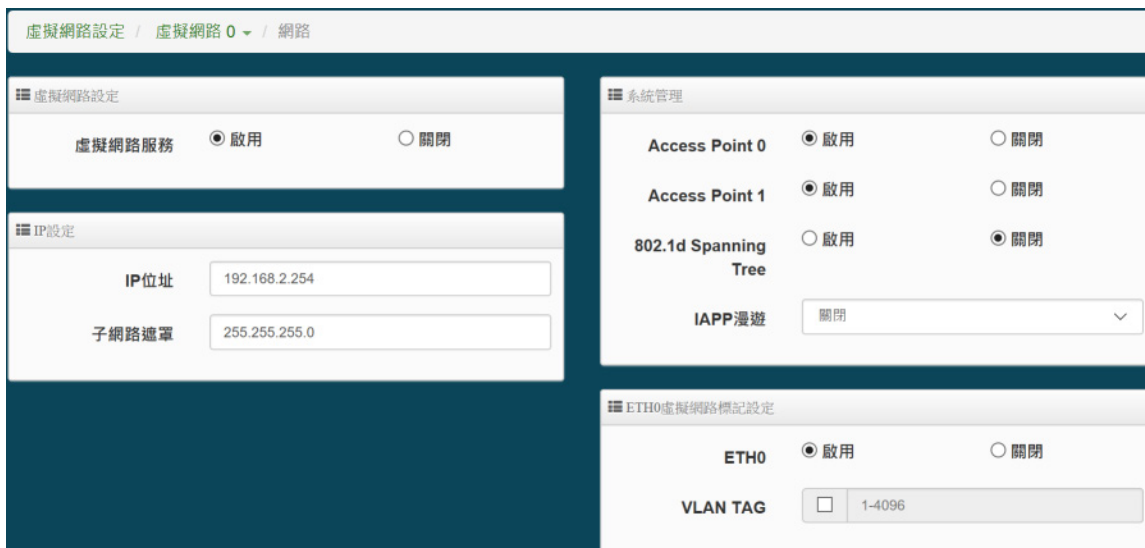 虛擬網路設定 / 虛擬網路 0 / 網路
虛擬網路設定
虛擬網路服務 啟用 關閉
IP設定
IP位址 192.168.2.254
子網路遮罩 255.255.255.0
系統管理
Access Point 0 啟用 關閉
Access Point 1 啟用 關閉
802.1d Spanning 啟用 關閉
Tree
IAPP漫遊 關閉
ETH0虛擬網路標記設定
ETH0 啟用 關閉
VLAN TAG 1-4096